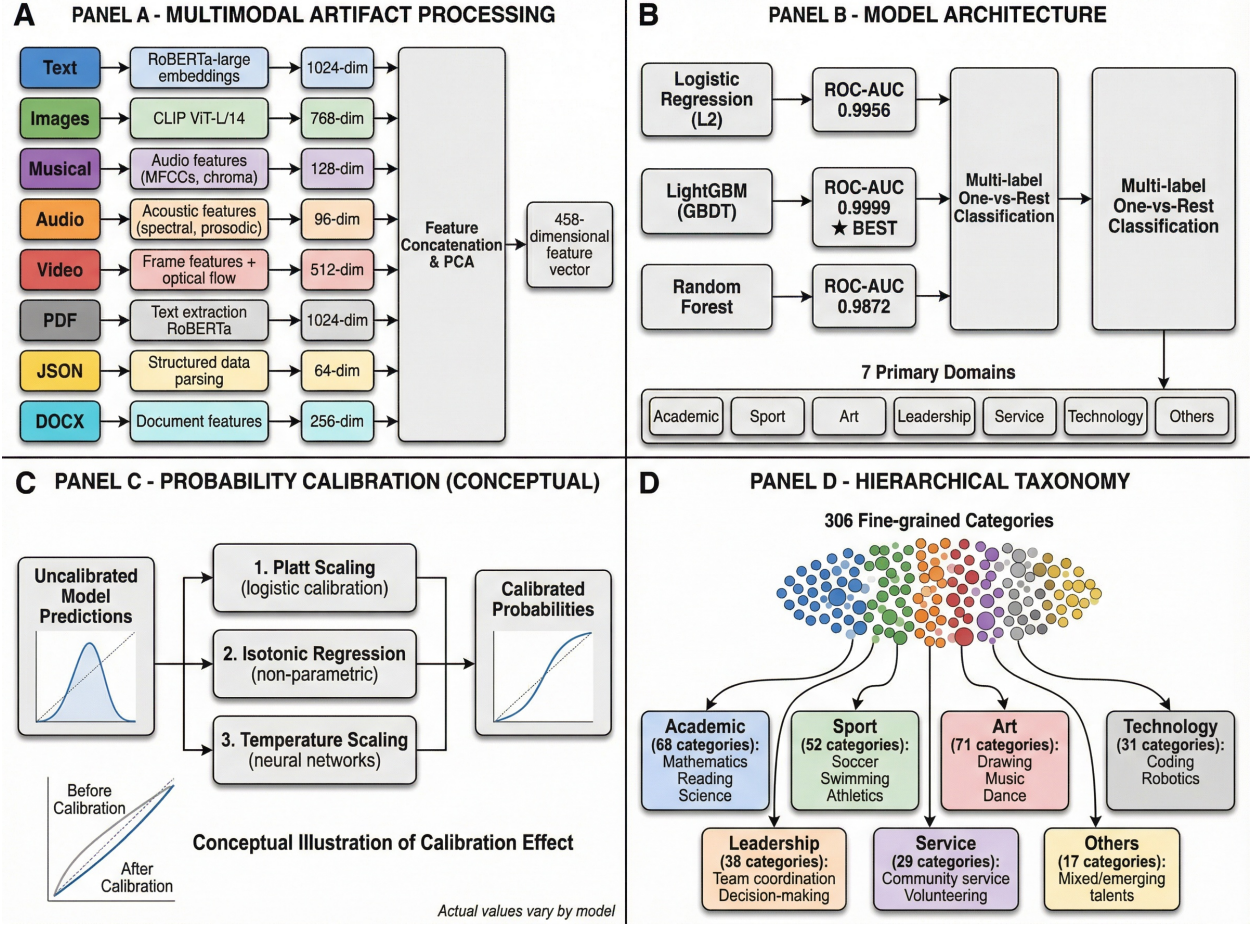 A PANEL A - MULTIMODAL ARTIFACT PROCESSING
Text
RoBERTa-large
embeddings
1024-dim
Images
CLIP ViT-L/14
768-dim
Musical
Audio features
(MFCCs, chroma)
128-dim
Audio
Acoustic features
(spectral, prosodic)
96-dim
Video
Frame features +
optical flow
512-dim
PDF
Text extraction
RoBERTa
1024-dim
JSON
Structured data
parsing
64-dim
DOCX
Document features
256-dim
Feature
Concatenation
& PCA
458-
dimensional
feature
vector
B PANEL B - MODEL ARCHITECTURE
Logistic
Regression
(L2)
ROC-AUC
0.9956
LightGBM
(GBDT)
ROC-AUC
0.9999
★ BEST
Random
Forest
ROC-AUC
0.9872
Multi-label
One-vs-Rest
Classification
Multi-label
One-vs-Rest
Classification
7 Primary Domains
Academic
Sport
Art
Leadership
Service
Technology
Others
C PANEL C - PROBABILITY CALIBRATION (CONCEPTUAL)
Uncalibrated
Model
Predictions
1. Platt Scaling
(logistic calibration)
2. Isotonic Regression
(non-parametric)
3. Temperature Scaling
(neural networks)
Calibrated
Probabilities
Before
Calibration
After
Calibration
Conceptual Illustration of Calibration Effect
Actual values vary by model
D PANEL D - HIERARCHICAL TAXONOMY
306 Fine-grained Categories
Academic
(68 categories):
Mathematics
Reading
Science
Sport
(52 categories):
Soccer
Swimming
Athletics
Art
(71 categories):
Drawing
Music
Dance
Technology
(31 categories):
Coding
Robotics
Leadership
(38 categories):
Team coordination
Decision-making
Service
(29 categories):
Community service
Volunteering
Others
(17 categories):
Mixed/emerging
talents